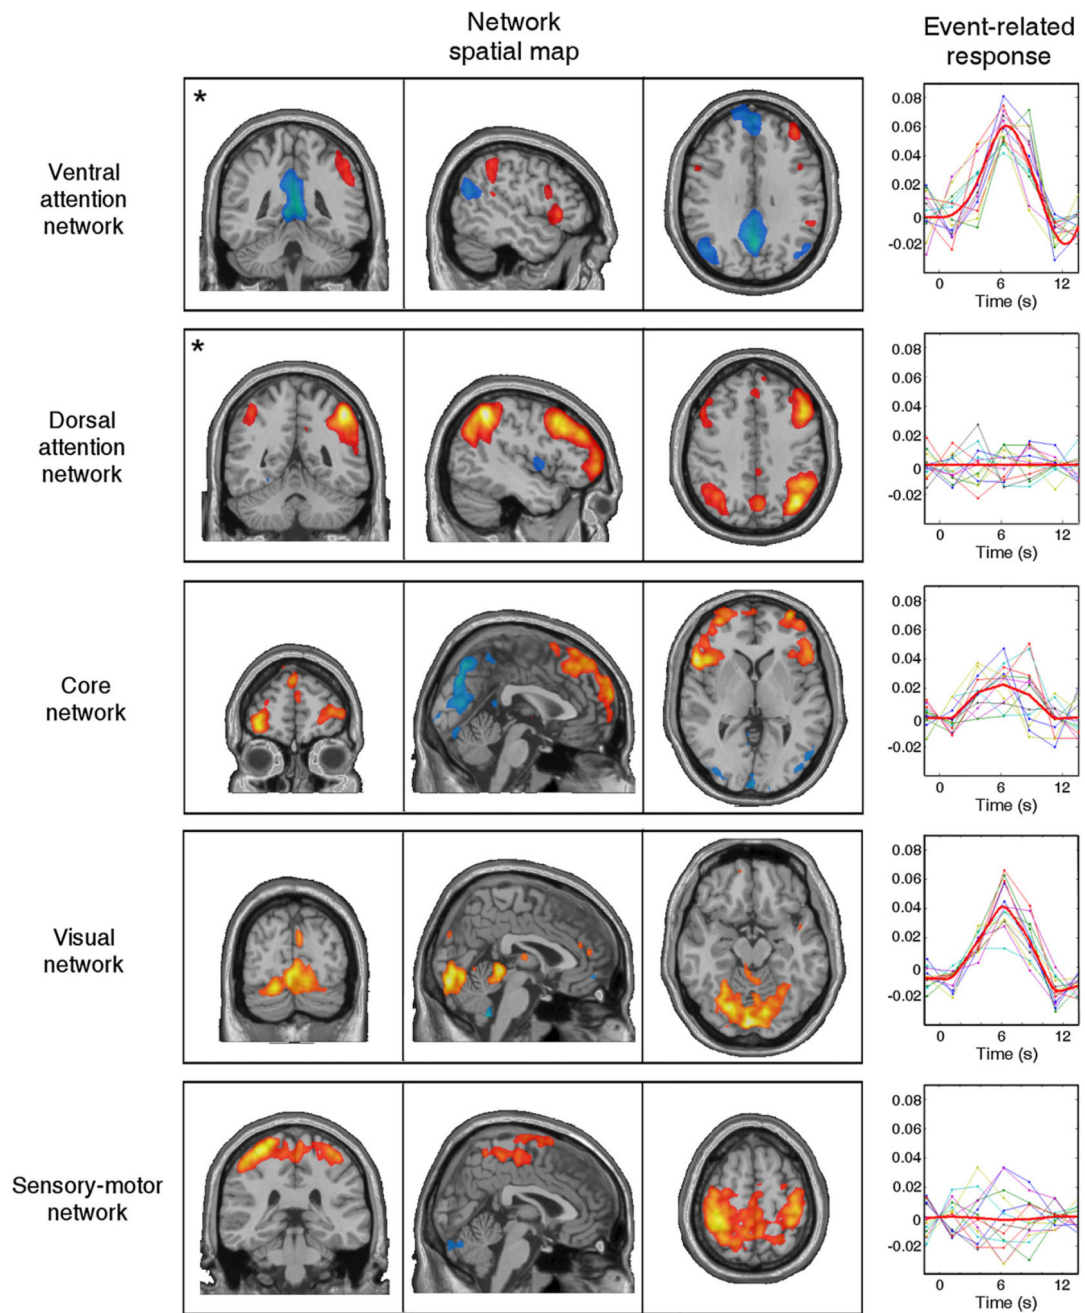 Network
spatial map
Event-related
response
*
Ventral
attention
network
0.08
0.06
0.04
0.02
0
-0.02
0
6
12
Time (s)
*
Dorsal
attention
network
0.08
0.06
0.04
0.02
0
-0.02
0
6
12
Time (s)
Core
network
0.08
0.06
0.04
0.02
0
-0.02
0
6
12
Time (s)
Visual
network
0.08
0.06
0.04
0.02
0
-0.02
0
6
12
Time (s)
Sensory-motor
network
0.08
0.06
0.04
0.02
0
-0.02
0
6
12
Time (s)